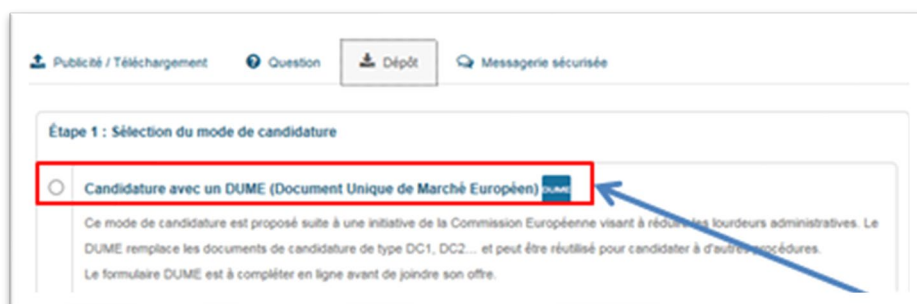 Publicité / Téléchargement Question Dépôt Messagerie sécurisée
Étape 1 : Sélection du mode de candidature
Candidature avec un DUME (Document Unique de Marché Européen) DUME
Ce mode de candidature est proposé suite à une initiative de la Commission Européenne visant à réduire les lourdeurs administratives. Le
DUME remplace les documents de candidature de type DC1, DC2... et peut être réutilisé pour candidater à d'autres procédures.
Le formulaire DUME est à compléter en ligne avant de joindre son offre.